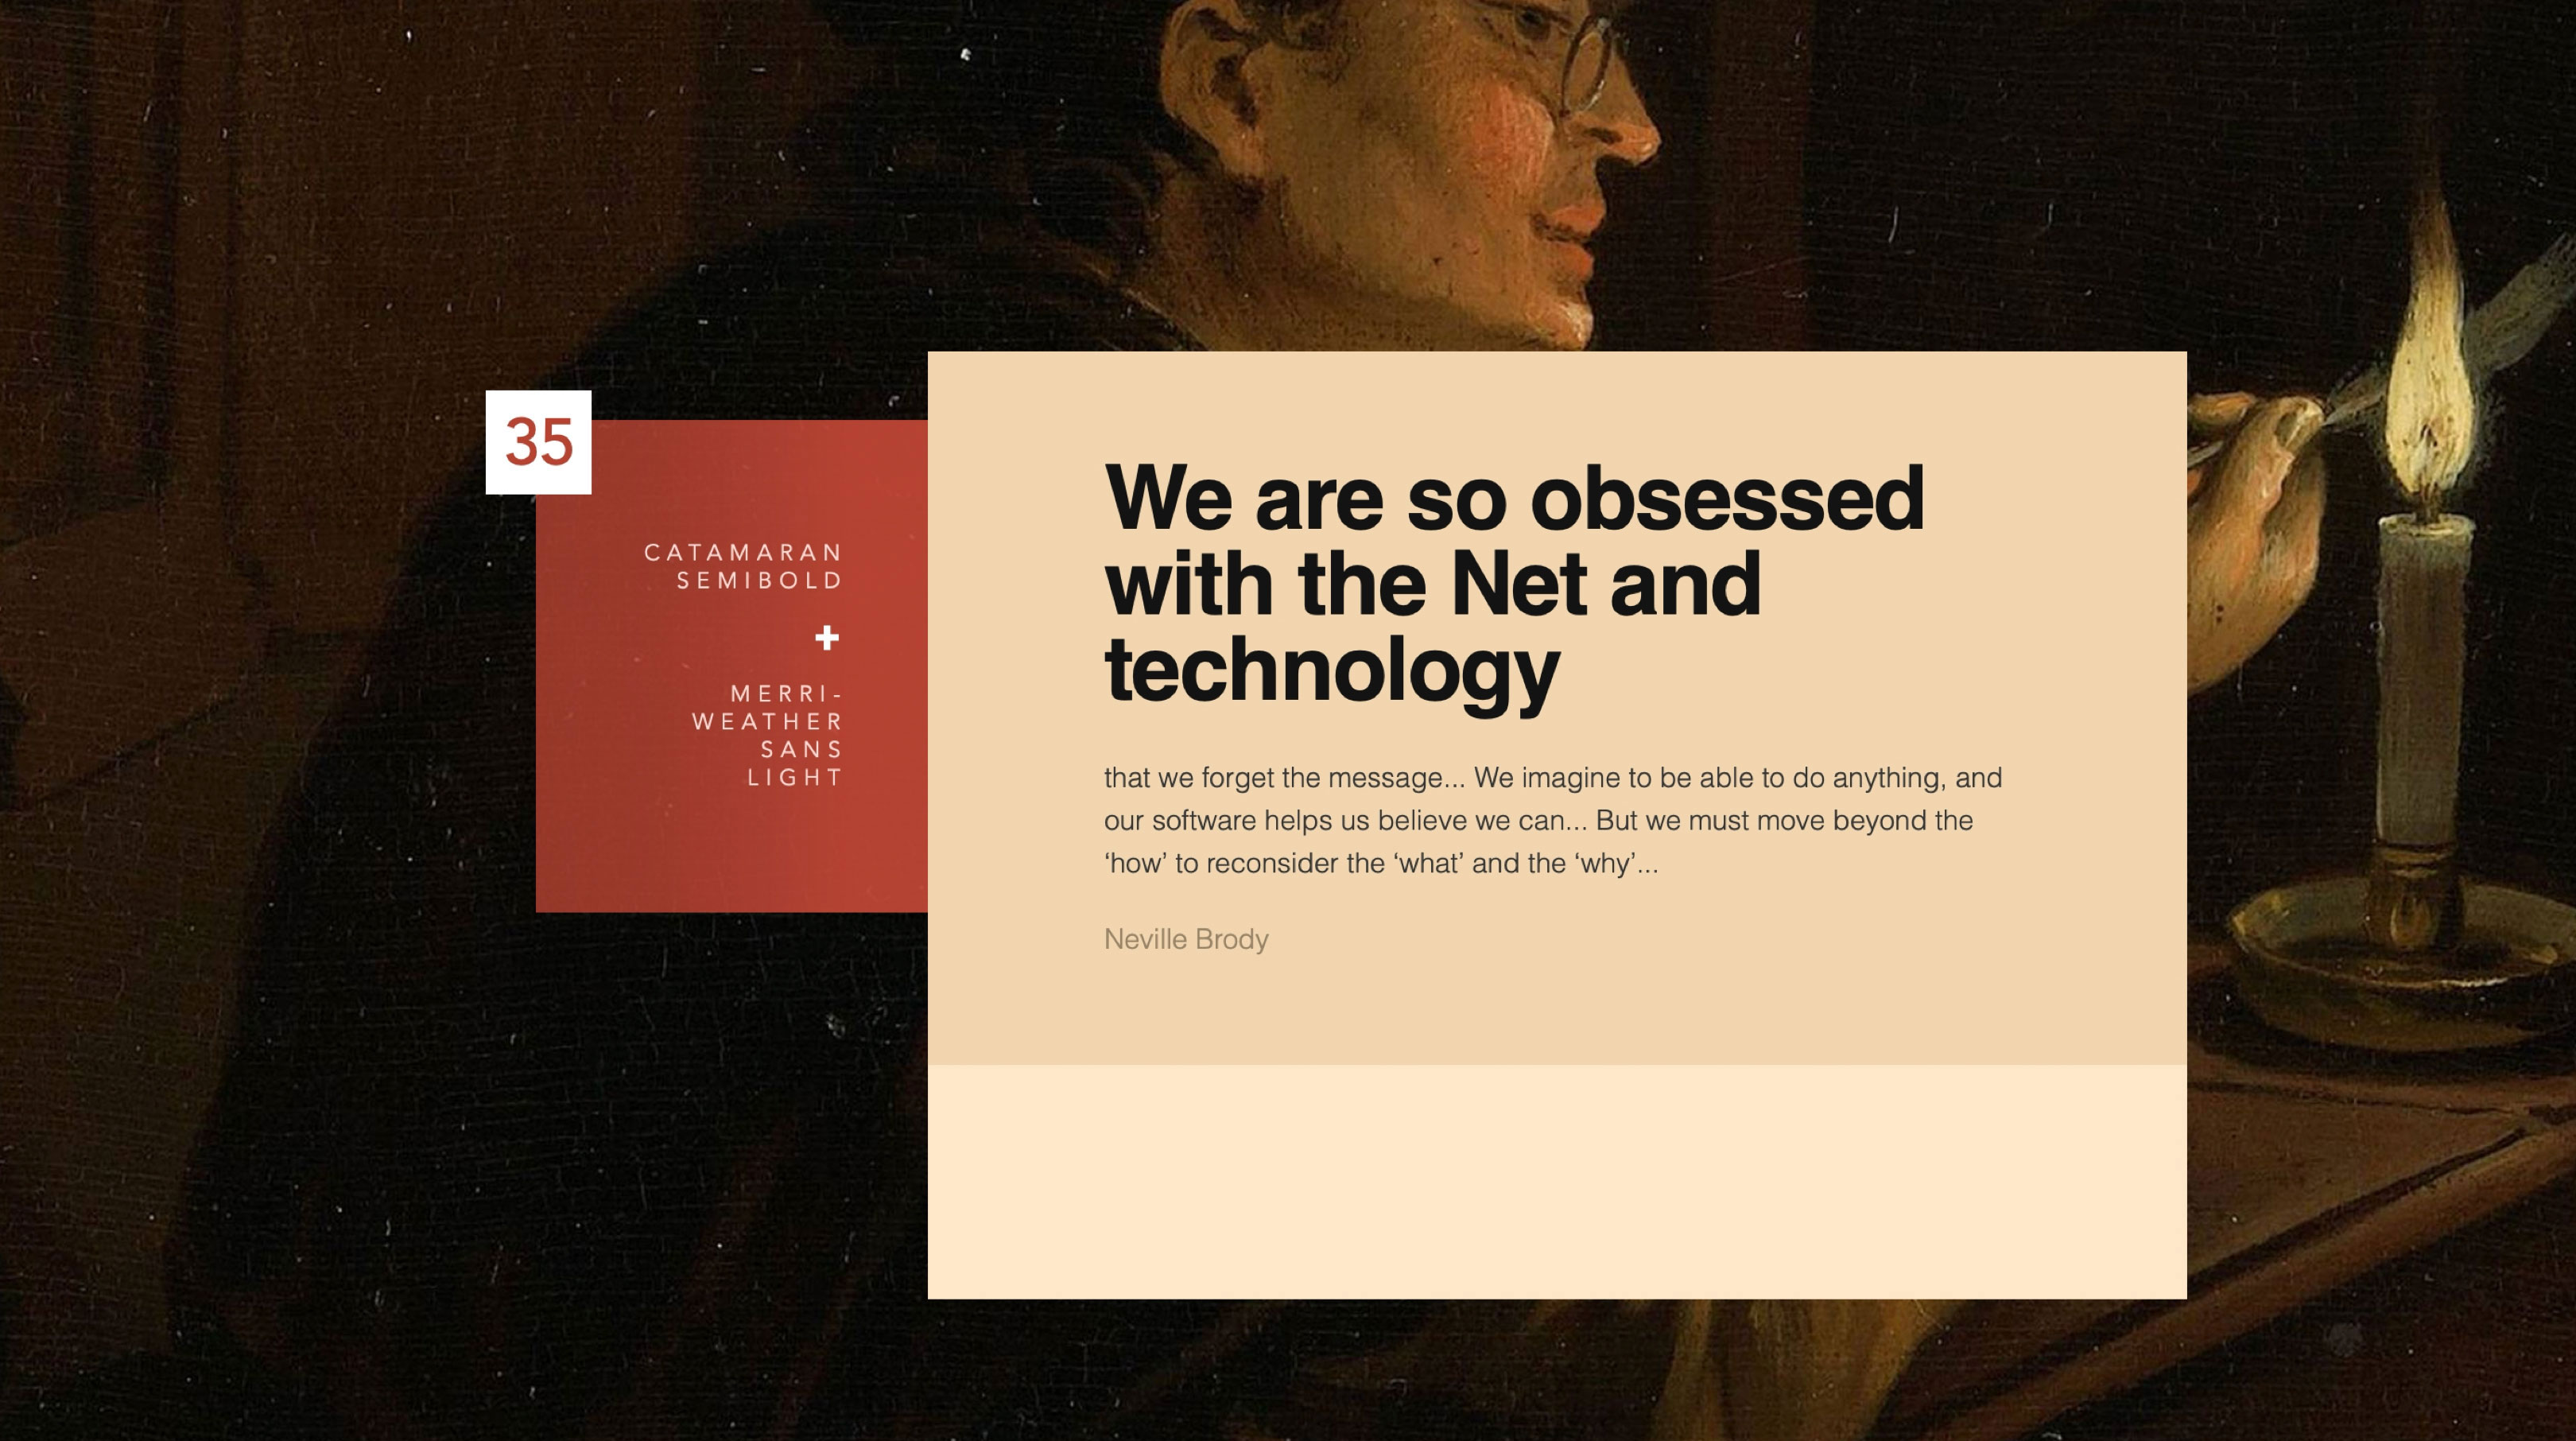 35
CATAMARAN
SEMIBOLD
+
MERRI-
WEATHER
SANS
LIGHT
We are so obsessed
with the Net and
technology
that we forget the message... We imagine to be able to do anything, and
our software helps us believe we can... But we must move beyond the
‘how’ to reconsider the ‘what’ and the ‘why’...
Neville Brody